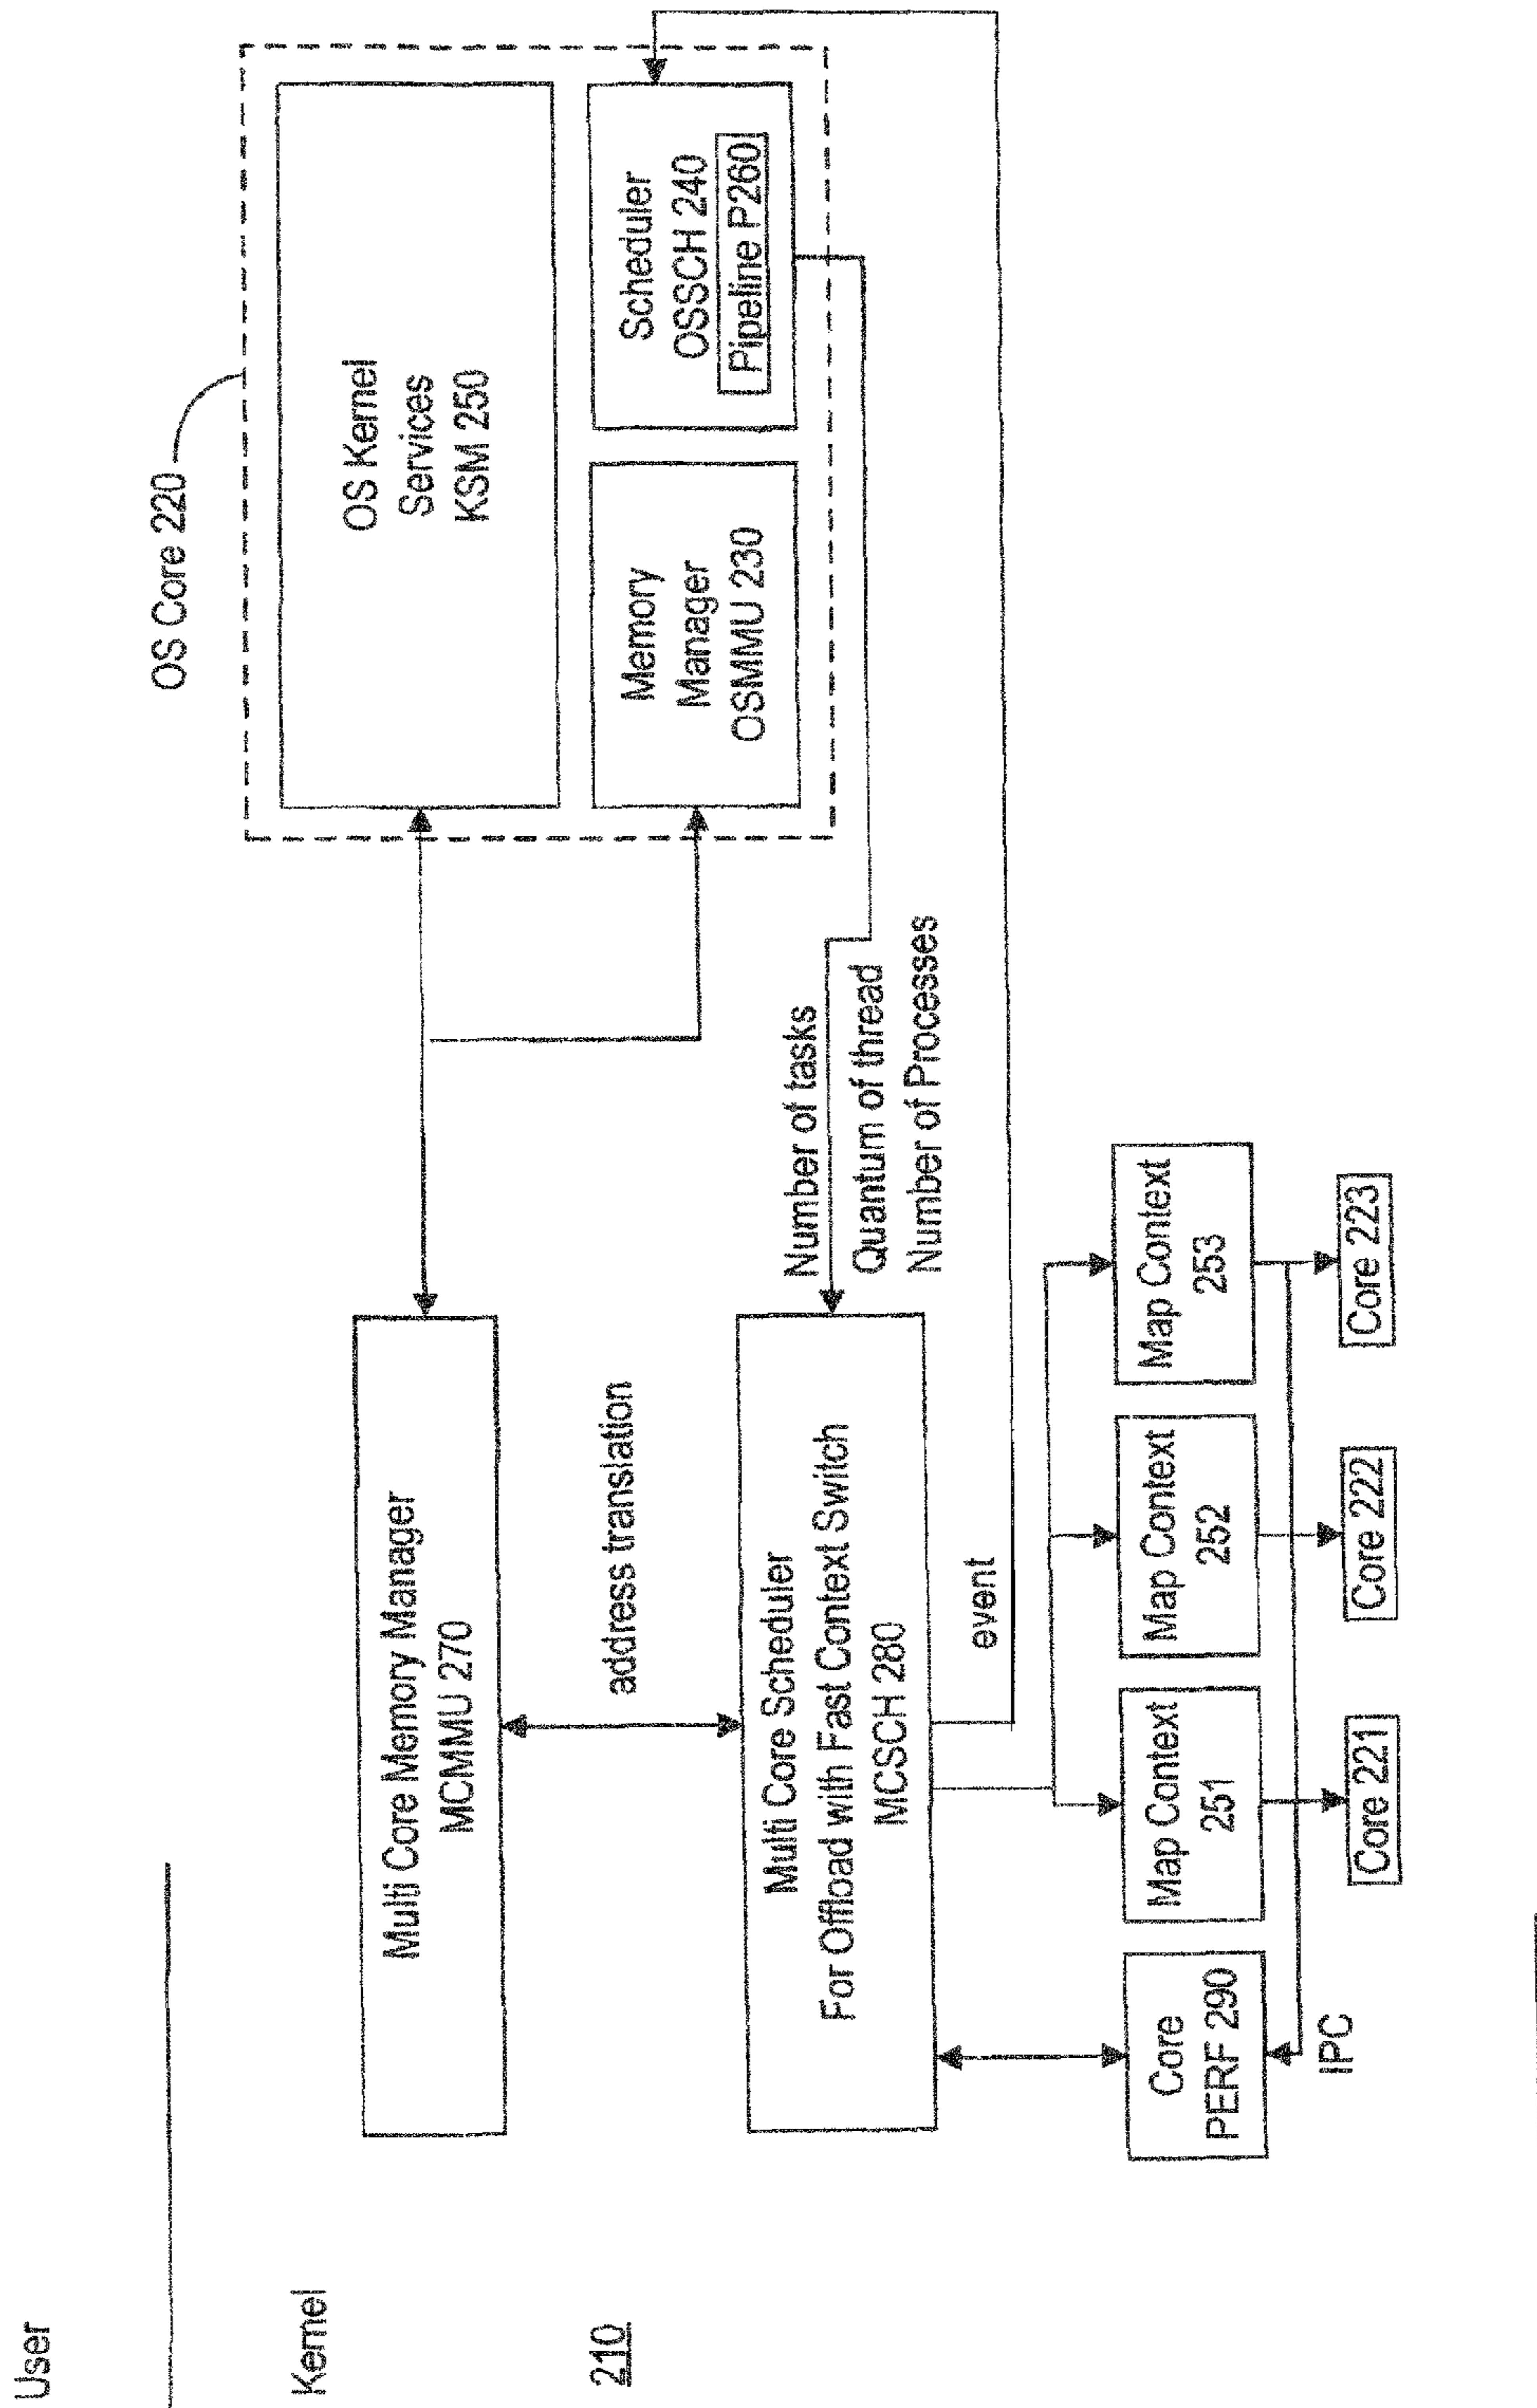 User
Kernel
210
OS Core 220
OS Kernel
Services
KSM 250
Memory
Manager
OSMMU 230
Scheduler
OSSCH 240
Pipeline P260
Multi Core Memory Manager
MCMMU 270
address translation
Number of tasks
Quantum of thread
Number of Processes
Multi Core Scheduler
For Offload with Fast Context Switch
MCSCH 280
event
Core
PERF 290
Map Context
251
Map Context
252
Map Context
253
IPC
Core 221
Core 222
Core 223